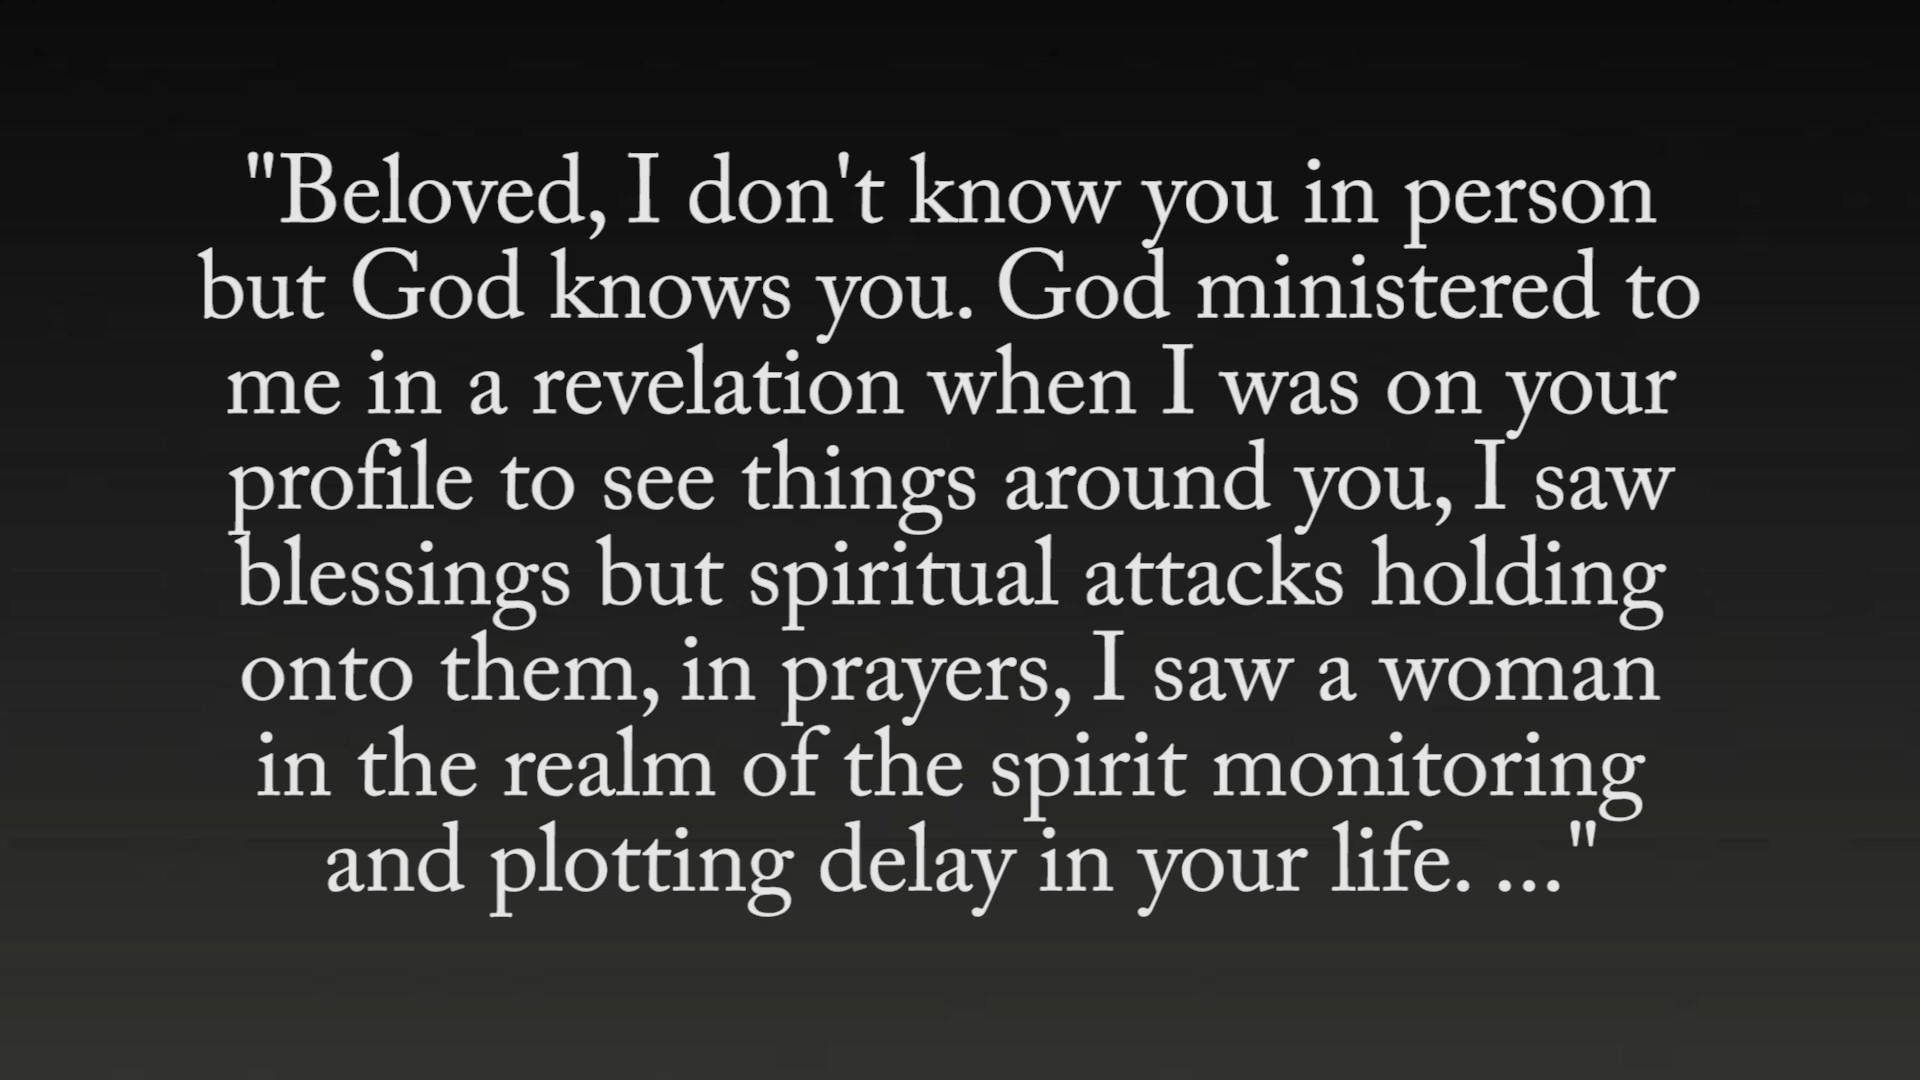 "Beloved, I don't know you in person
but God knows you. God ministered to
me in a revelation when I was on your
profile to see things around you, I saw
blessings but spiritual attacks holding
onto them, in prayers, I saw a woman
in the realm of the spirit monitoring
and plotting delay in your life. ..."